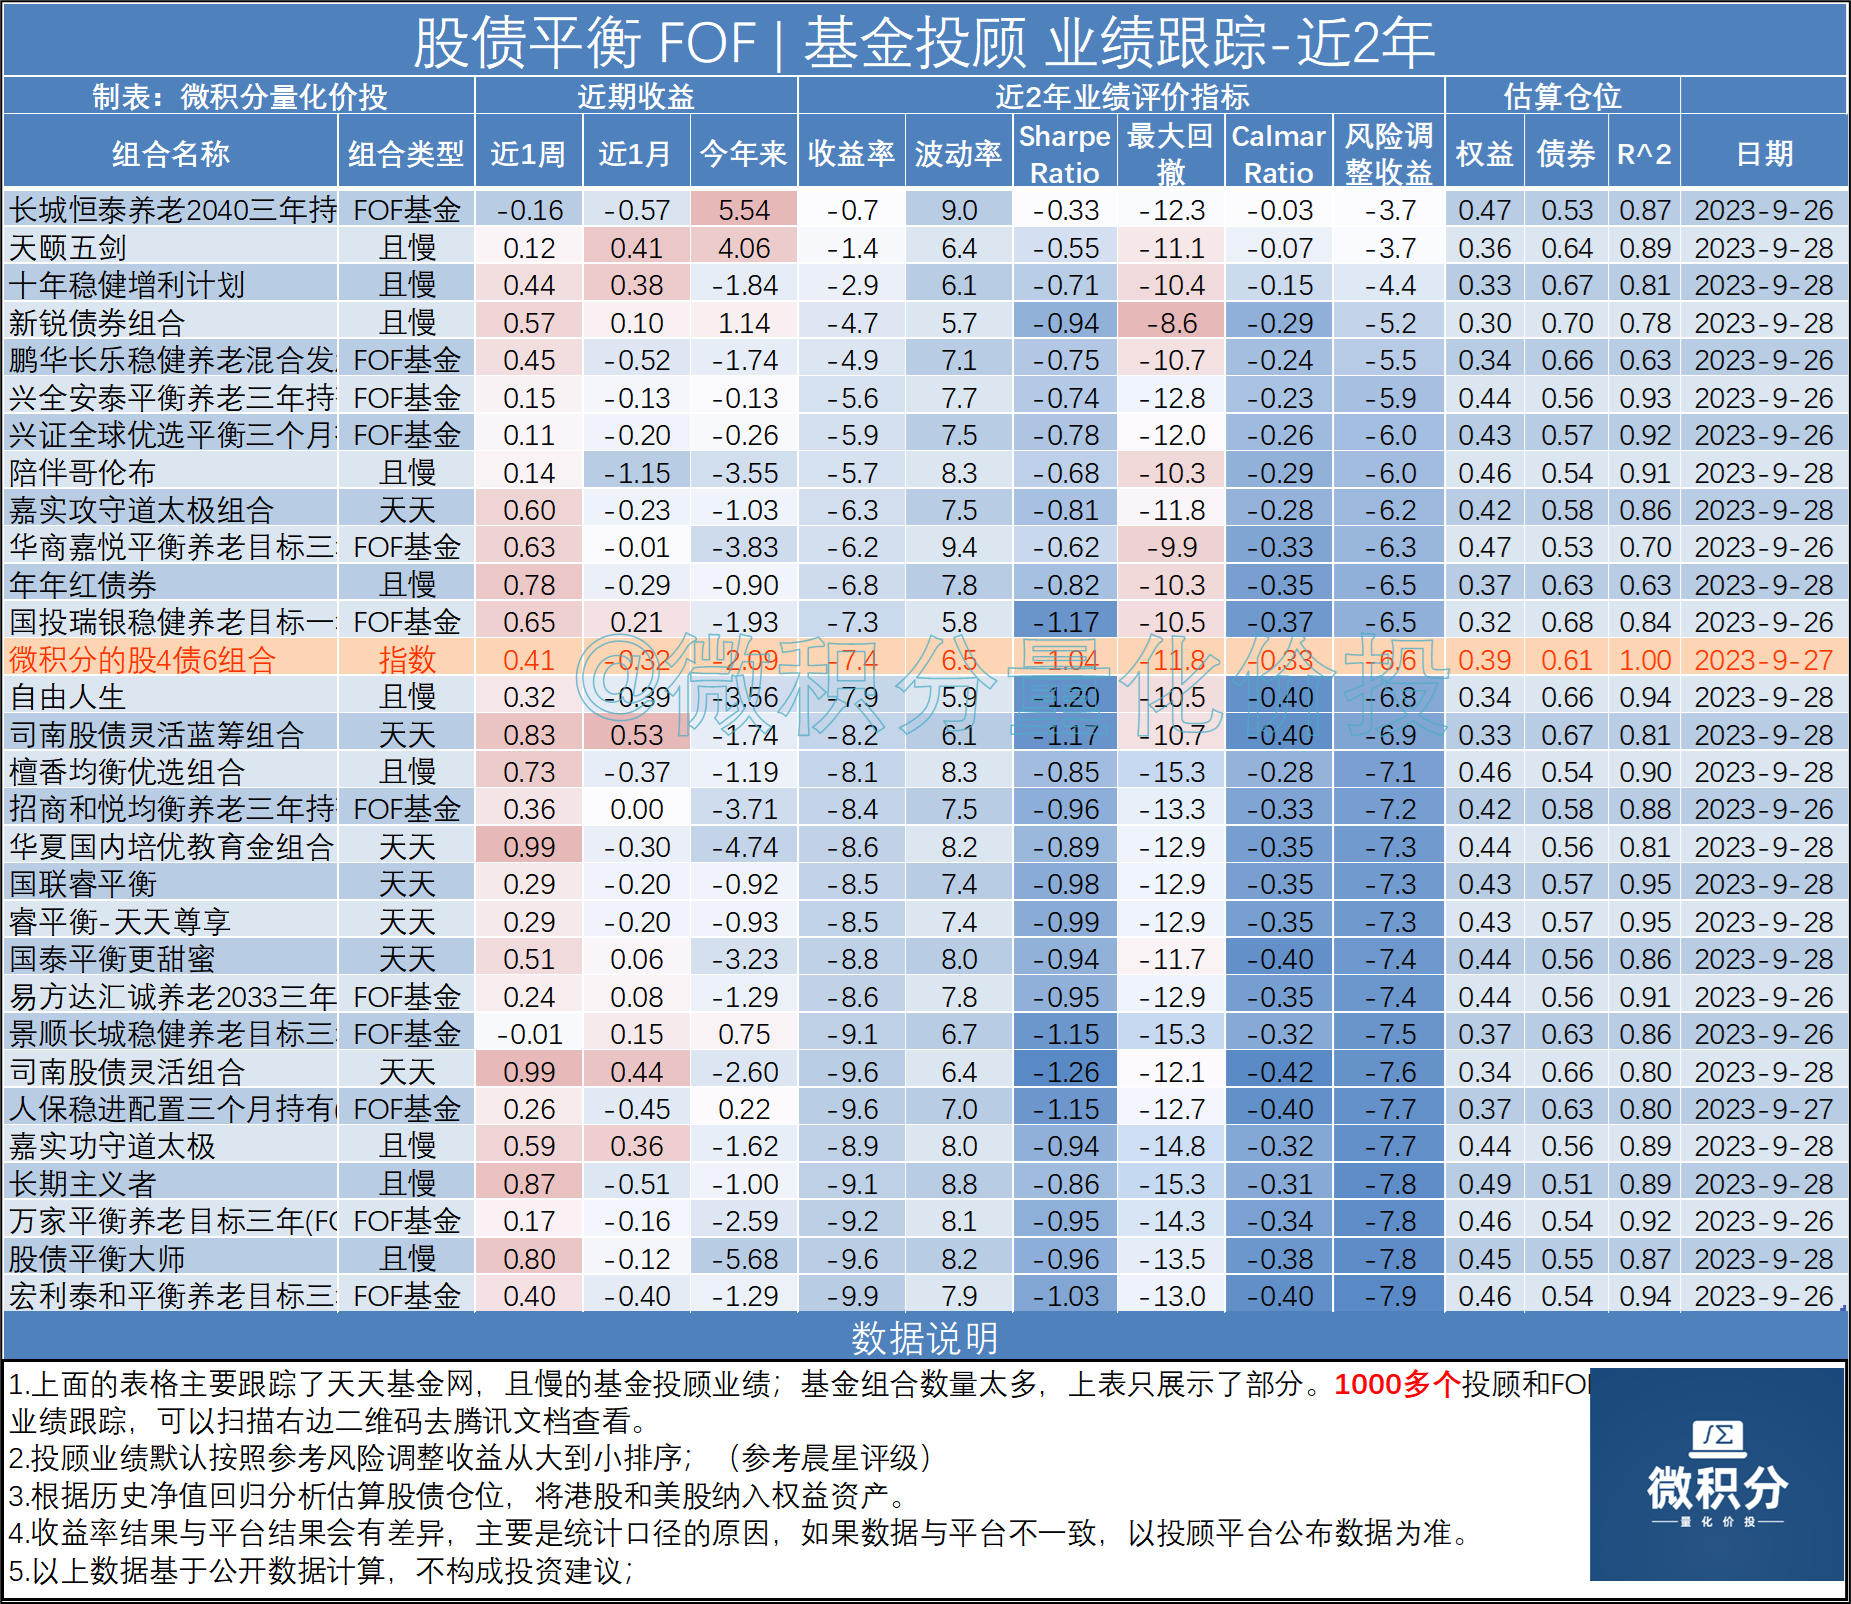 股债平衡 FOF | 基金投顾 业绩跟踪-近2年
制表：微积分量化价投 近期收益 近2年业绩评价指标 估算仓位
组合名称 组合类型 近1周 近1月 今年来 收益率 波动率 Sharpe Ratio 最大回撤 Calmar Ratio 风险调整收益 权益 债券 R^2 日期
长城恒泰养老2040三年持 FOF基金 -0.16 -0.57 5.54 -0.7 9.0 -0.33 -12.3 -0.03 -3.7 0.47 0.53 0.87 2023-9-26
天颐五剑 且慢 0.12 0.41 4.06 -1.4 6.4 -0.55 -11.1 -0.07 -3.7 0.36 0.64 0.89 2023-9-28
十年稳健增利计划 且慢 0.44 0.38 -1.84 -2.9 6.1 -0.71 -10.4 -0.15 -4.4 0.33 0.67 0.81 2023-9-28
新锐债券组合 且慢 0.57 0.10 1.14 -4.7 5.7 -0.94 -8.6 -0.29 -5.2 0.30 0.70 0.78 2023-9-28
鹏华长乐稳健养老混合发 FOF基金 0.45 -0.52 -1.74 -4.9 7.1 -0.75 -10.7 -0.24 -5.5 0.34 0.66 0.63 2023-9-26
兴全安泰平衡养老三年持 FOF基金 0.15 -0.13 -0.13 -5.6 7.7 -0.74 -12.8 -0.23 -5.9 0.44 0.56 0.93 2023-9-26
兴证全球优选平衡三个月 FOF基金 0.11 -0.20 -0.26 -5.9 7.5 -0.78 -12.0 -0.26 -6.0 0.43 0.57 0.92 2023-9-26
陪伴哥伦布 且慢 0.14 -1.15 -3.55 -5.7 8.3 -0.68 -10.3 -0.29 -6.0 0.46 0.54 0.91 2023-9-28
嘉实攻守道太极组合 天天 0.60 -0.23 -1.03 -6.3 7.5 -0.81 -11.8 -0.28 -6.2 0.42 0.58 0.86 2023-9-28
华商嘉悦平衡养老目标三 FOF基金 0.63 -0.01 -3.83 -6.2 9.4 -0.62 -9.9 -0.33 -6.3 0.47 0.53 0.70 2023-9-26
年年红债券 且慢 0.78 -0.29 -0.90 -6.8 7.8 -0.82 -10.3 -0.35 -6.5 0.37 0.63 0.63 2023-9-28
国投瑞银稳健养老目标一 FOF基金 0.65 0.21 -1.93 -7.3 5.8 -1.17 -10.5 -0.37 -6.5 0.32 0.68 0.84 2023-9-26
微积分的股4债6组合 指数 0.41 -0.32 -2.09 -7.4 6.5 -1.04 -11.8 -0.33 -6.6 0.39 0.61 1.00 2023-9-27
@微积分量化价投
自由人生 且慢 0.32 -0.39 -3.56 -7.9 5.9 -1.20 -10.5 -0.40 -6.8 0.34 0.66 0.94 2023-9-28
司南股债灵活蓝筹组合 天天 0.83 0.53 -1.74 -8.2 6.1 -1.17 -10.7 -0.40 -6.9 0.33 0.67 0.81 2023-9-28
檀香均衡优选组合 且慢 0.73 -0.37 -1.19 -8.1 8.3 -0.85 -15.3 -0.28 -7.1 0.46 0.54 0.90 2023-9-28
招商和悦均衡养老三年持 FOF基金 0.36 0.00 -3.71 -8.4 7.5 -0.96 -13.3 -0.33 -7.2 0.42 0.58 0.88 2023-9-26
华夏国内培优教育金组合 天天 0.99 -0.30 -4.74 -8.6 8.2 -0.89 -12.9 -0.35 -7.3 0.44 0.56 0.81 2023-9-28
国联睿平衡 天天 0.29 -0.20 -0.92 -8.5 7.4 -0.98 -12.9 -0.35 -7.3 0.43 0.57 0.95 2023-9-28
睿平衡-天天尊享 天天 0.29 -0.20 -0.93 -8.5 7.4 -0.99 -12.9 -0.35 -7.3 0.43 0.57 0.95 2023-9-28
国泰平衡更甜蜜 天天 0.51 0.06 -3.23 -8.8 8.0 -0.94 -11.7 -0.40 -7.4 0.44 0.56 0.86 2023-9-28
易方达汇诚养老2033三年 FOF基金 0.24 0.08 -1.29 -8.6 7.8 -0.95 -12.9 -0.35 -7.4 0.44 0.56 0.91 2023-9-26
景顺长城稳健养老目标三 FOF基金 -0.01 0.15 0.75 -9.1 6.7 -1.15 -15.3 -0.32 -7.5 0.37 0.63 0.86 2023-9-26
司南股债灵活组合 天天 0.99 0.44 -2.60 -9.6 6.4 -1.26 -12.1 -0.42 -7.6 0.34 0.66 0.80 2023-9-28
人保稳进配置三个月持有( FOF基金 0.26 -0.45 0.22 -9.6 7.0 -1.15 -12.7 -0.40 -7.7 0.37 0.63 0.80 2023-9-27
嘉实功守道太极 且慢 0.59 0.36 -1.62 -8.9 8.0 -0.94 -14.8 -0.32 -7.7 0.44 0.56 0.89 2023-9-28
长期主义者 且慢 0.87 -0.51 -1.00 -9.1 8.8 -0.86 -15.3 -0.31 -7.8 0.49 0.51 0.89 2023-9-28
万家平衡养老目标三年(FO FOF基金 0.17 -0.16 -2.59 -9.2 8.1 -0.95 -14.3 -0.34 -7.8 0.46 0.54 0.92 2023-9-26
股债平衡大师 且慢 0.80 -0.12 -5.68 -9.6 8.2 -0.96 -13.5 -0.38 -7.8 0.45 0.55 0.87 2023-9-28
宏利泰和平衡养老目标三 FOF基金 0.40 -0.40 -1.29 -9.9 7.9 -1.03 -13.0 -0.40 -7.9 0.46 0.54 0.94 2023-9-26
数据说明
1.上面的表格主要跟踪了天天基金网，且慢的基金投顾业绩；基金组合数量太多，上表只展示了部分。1000多个投顾和FOF
业绩跟踪，可以扫描右边二维码去腾讯文档查看。
2.投顾业绩默认按照参考风险调整收益从大到小排序；（参考晨星评级）
3.根据历史净值回归分析估算股债仓位，将港股和美股纳入权益资产。
4.收益率结果与平台结果会有差异，主要是统计口径的原因，如果数据与平台不一致，以投顾平台公布数据为准。
5.以上数据基于公开数据计算，不构成投资建议；
∫Σ
微积分
量化价投